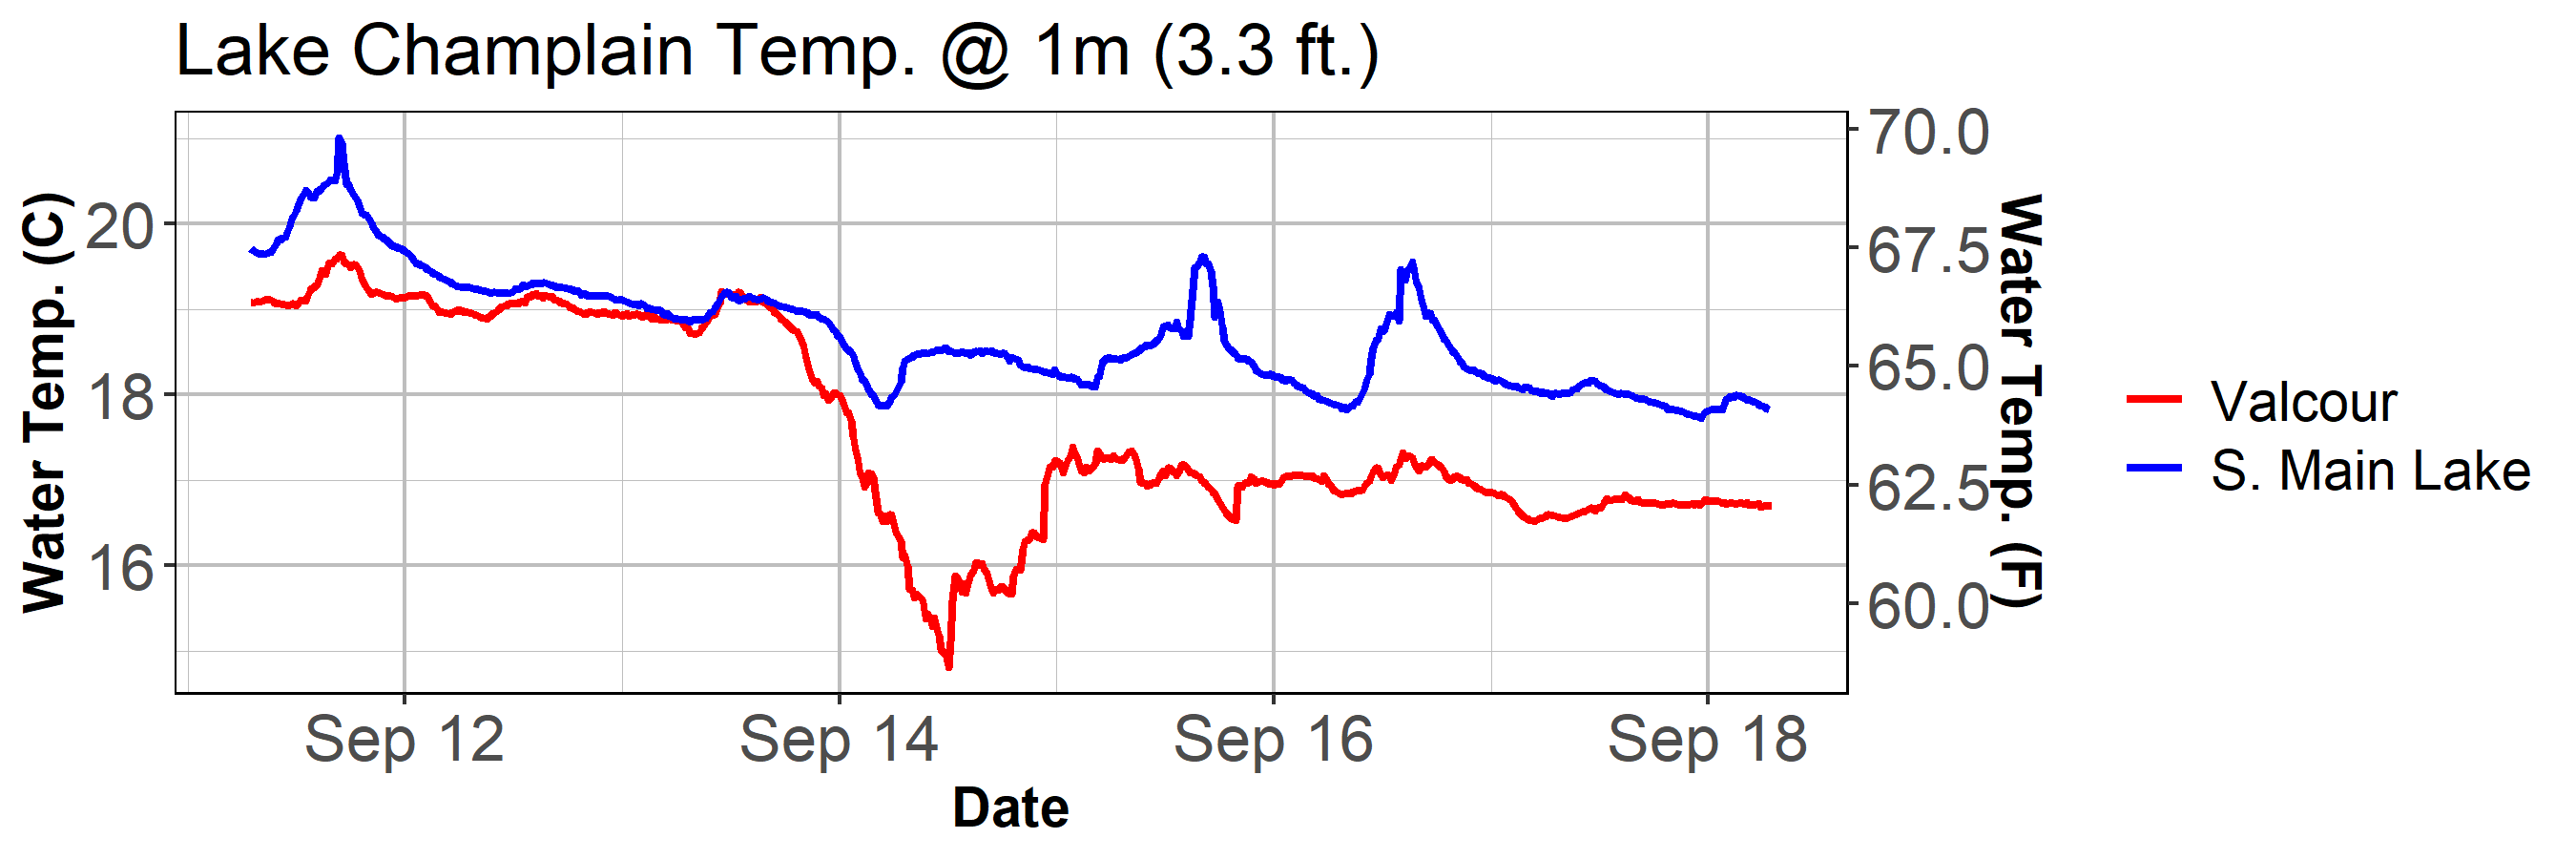 Lake Champlain Temp. @ 1m (3.3 ft.)
Water Temp. (C)
20
18
16
70.0
67.5
65.0
62.5
60.0
Water Temp. (F)
Sep 12
Sep 14
Sep 16
Sep 18
Date
Valcour
S. Main Lake